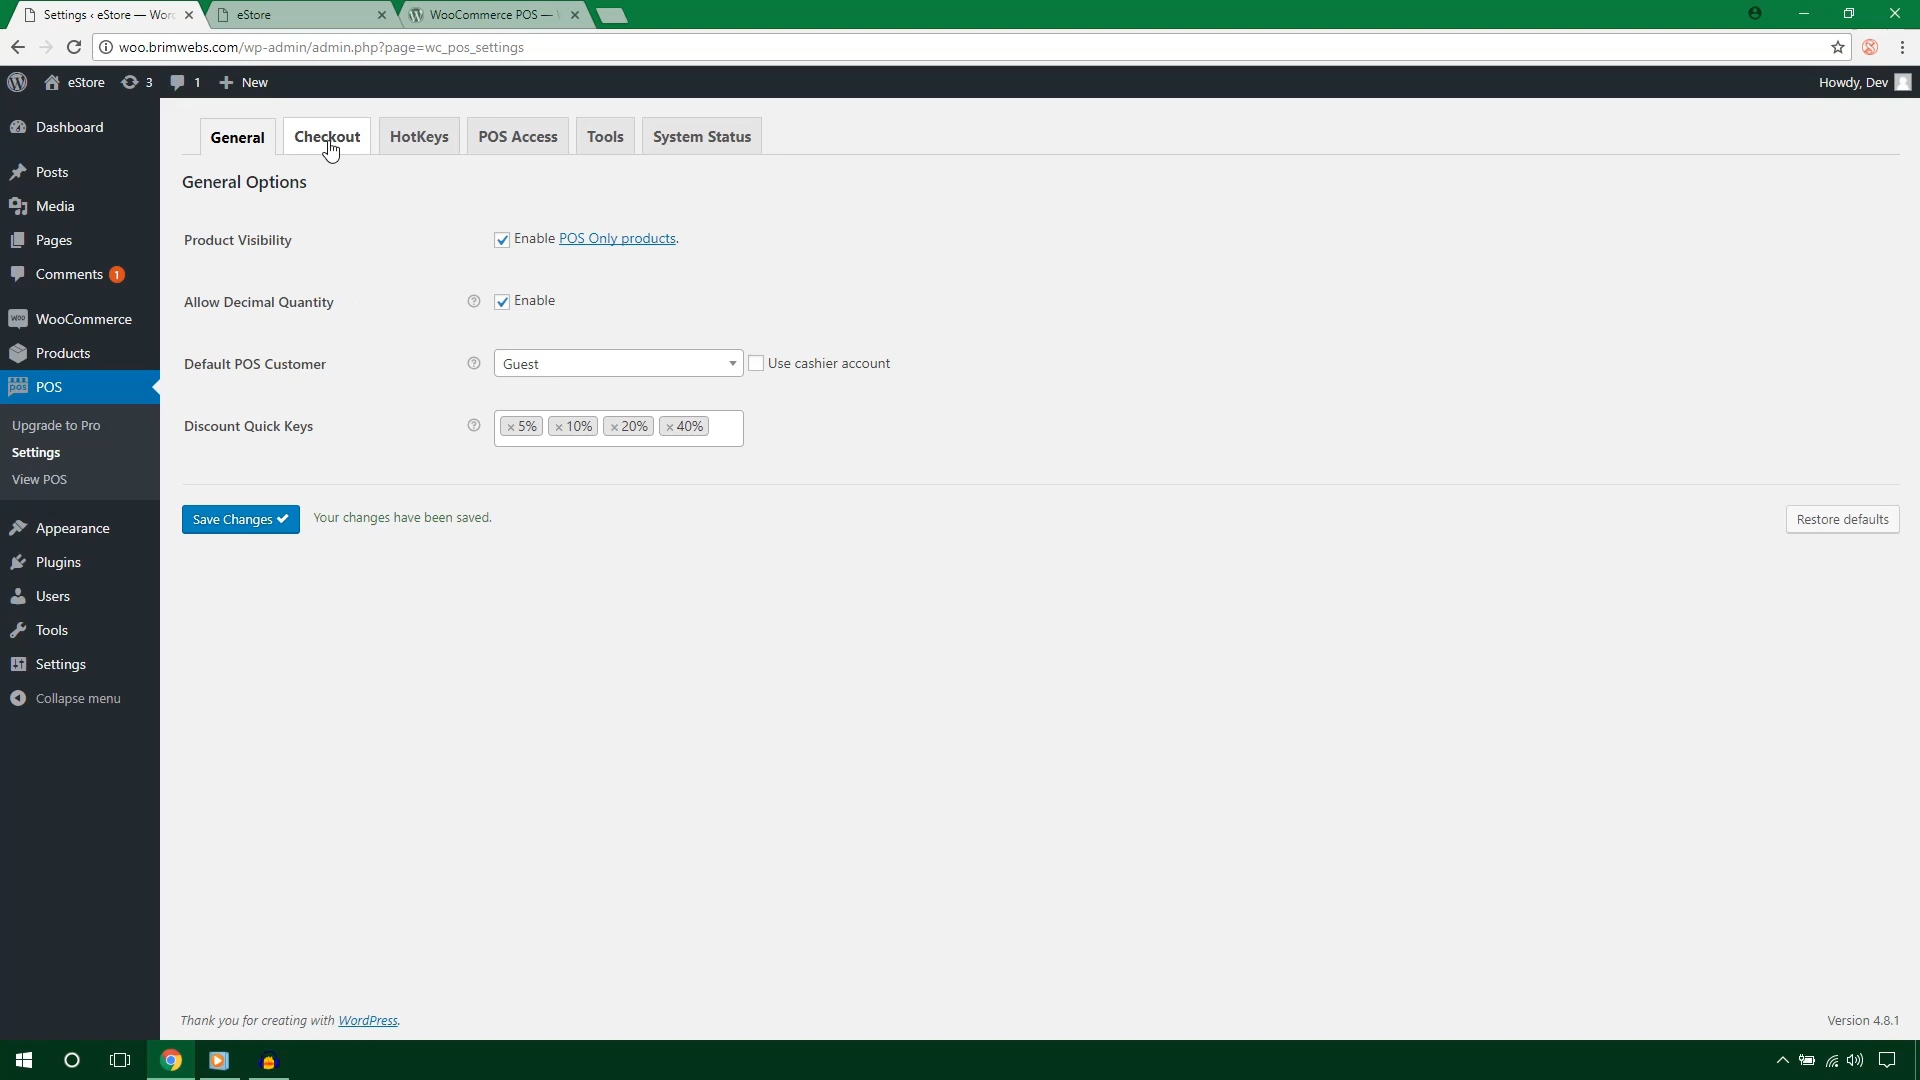 Settings ‹ eStore — Word
eStore
WooCommerce POS —
woo.brimwebs.com/wp-admin/admin.php?page=wc_pos_settings
eStore 3 1 New Howdy, Dev
Dashboard
Posts
Media
Pages
Comments 1
WooCommerce
Products
POS
Upgrade to Pro
Settings
View POS
Appearance
Plugins
Users
Tools
Settings
Collapse menu
General Checkout HotKeys POS Access Tools System Status
General Options
Product Visibility Enable POS Only products.
Allow Decimal Quantity ? Enable
Default POS Customer ? Guest Use cashier account
Discount Quick Keys ? × 5% × 10% × 20% × 40%
Save Changes Your changes have been saved. Restore defaults
Thank you for creating with WordPress. Version 4.8.1